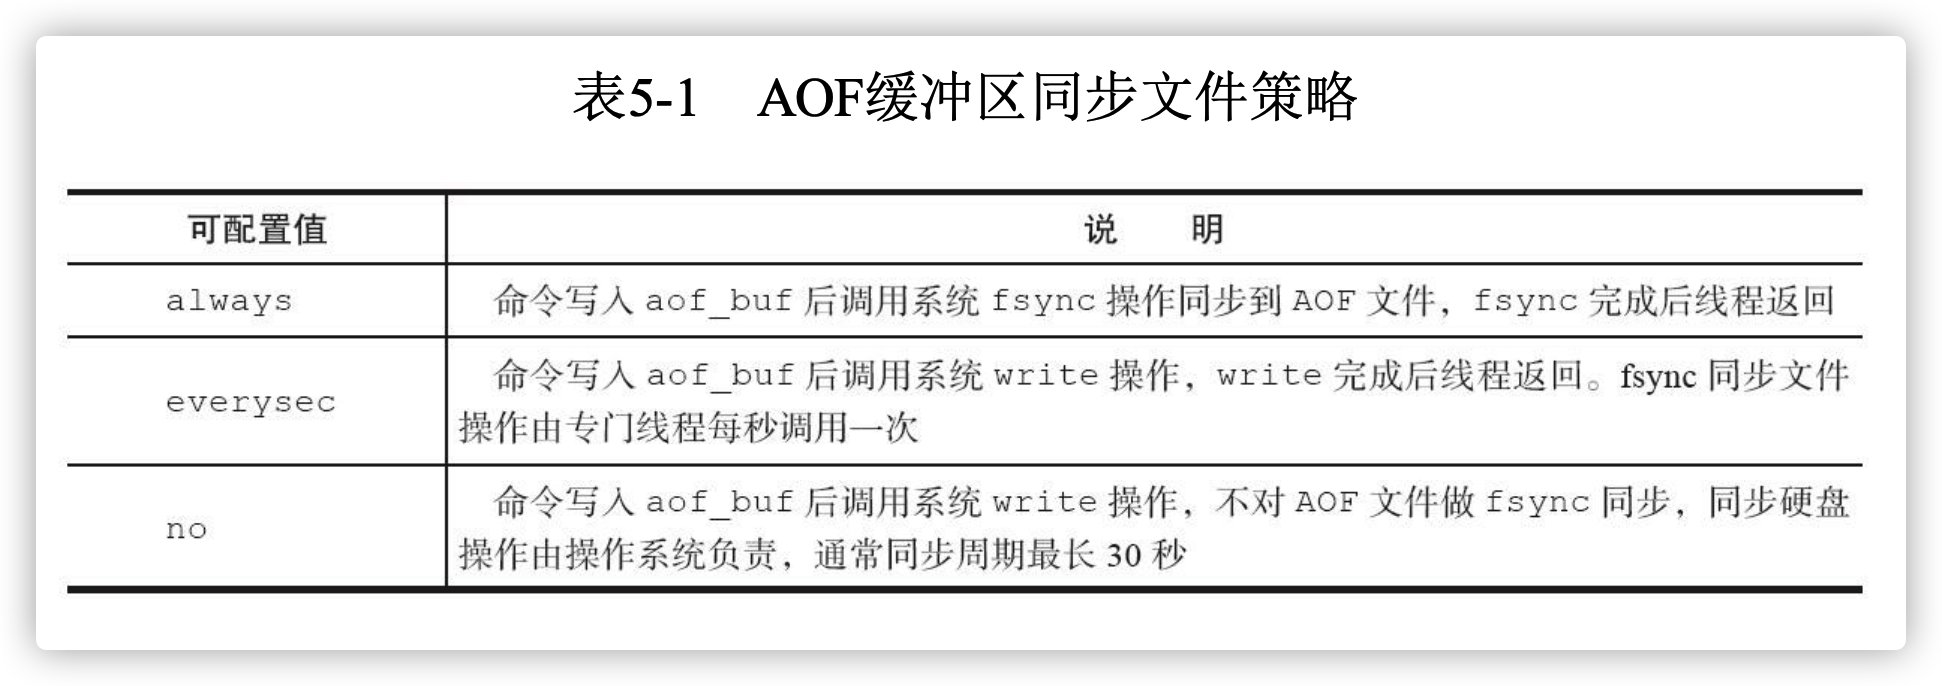 表5-1 AOF缓冲区同步文件策略
可配置值 说 明
always 命令写入 aof_buf 后调用系统 fsync 操作同步到 AOF 文件，fsync 完成后线程返回
everysec 命令写入 aof_buf 后调用系统 write 操作，write 完成后线程返回。fsync 同步文件
操作由专门线程每秒调用一次
no 命令写入 aof_buf 后调用系统 write 操作，不对 AOF 文件做 fsync 同步，同步硬盘
操作由操作系统负责，通常同步周期最长 30 秒